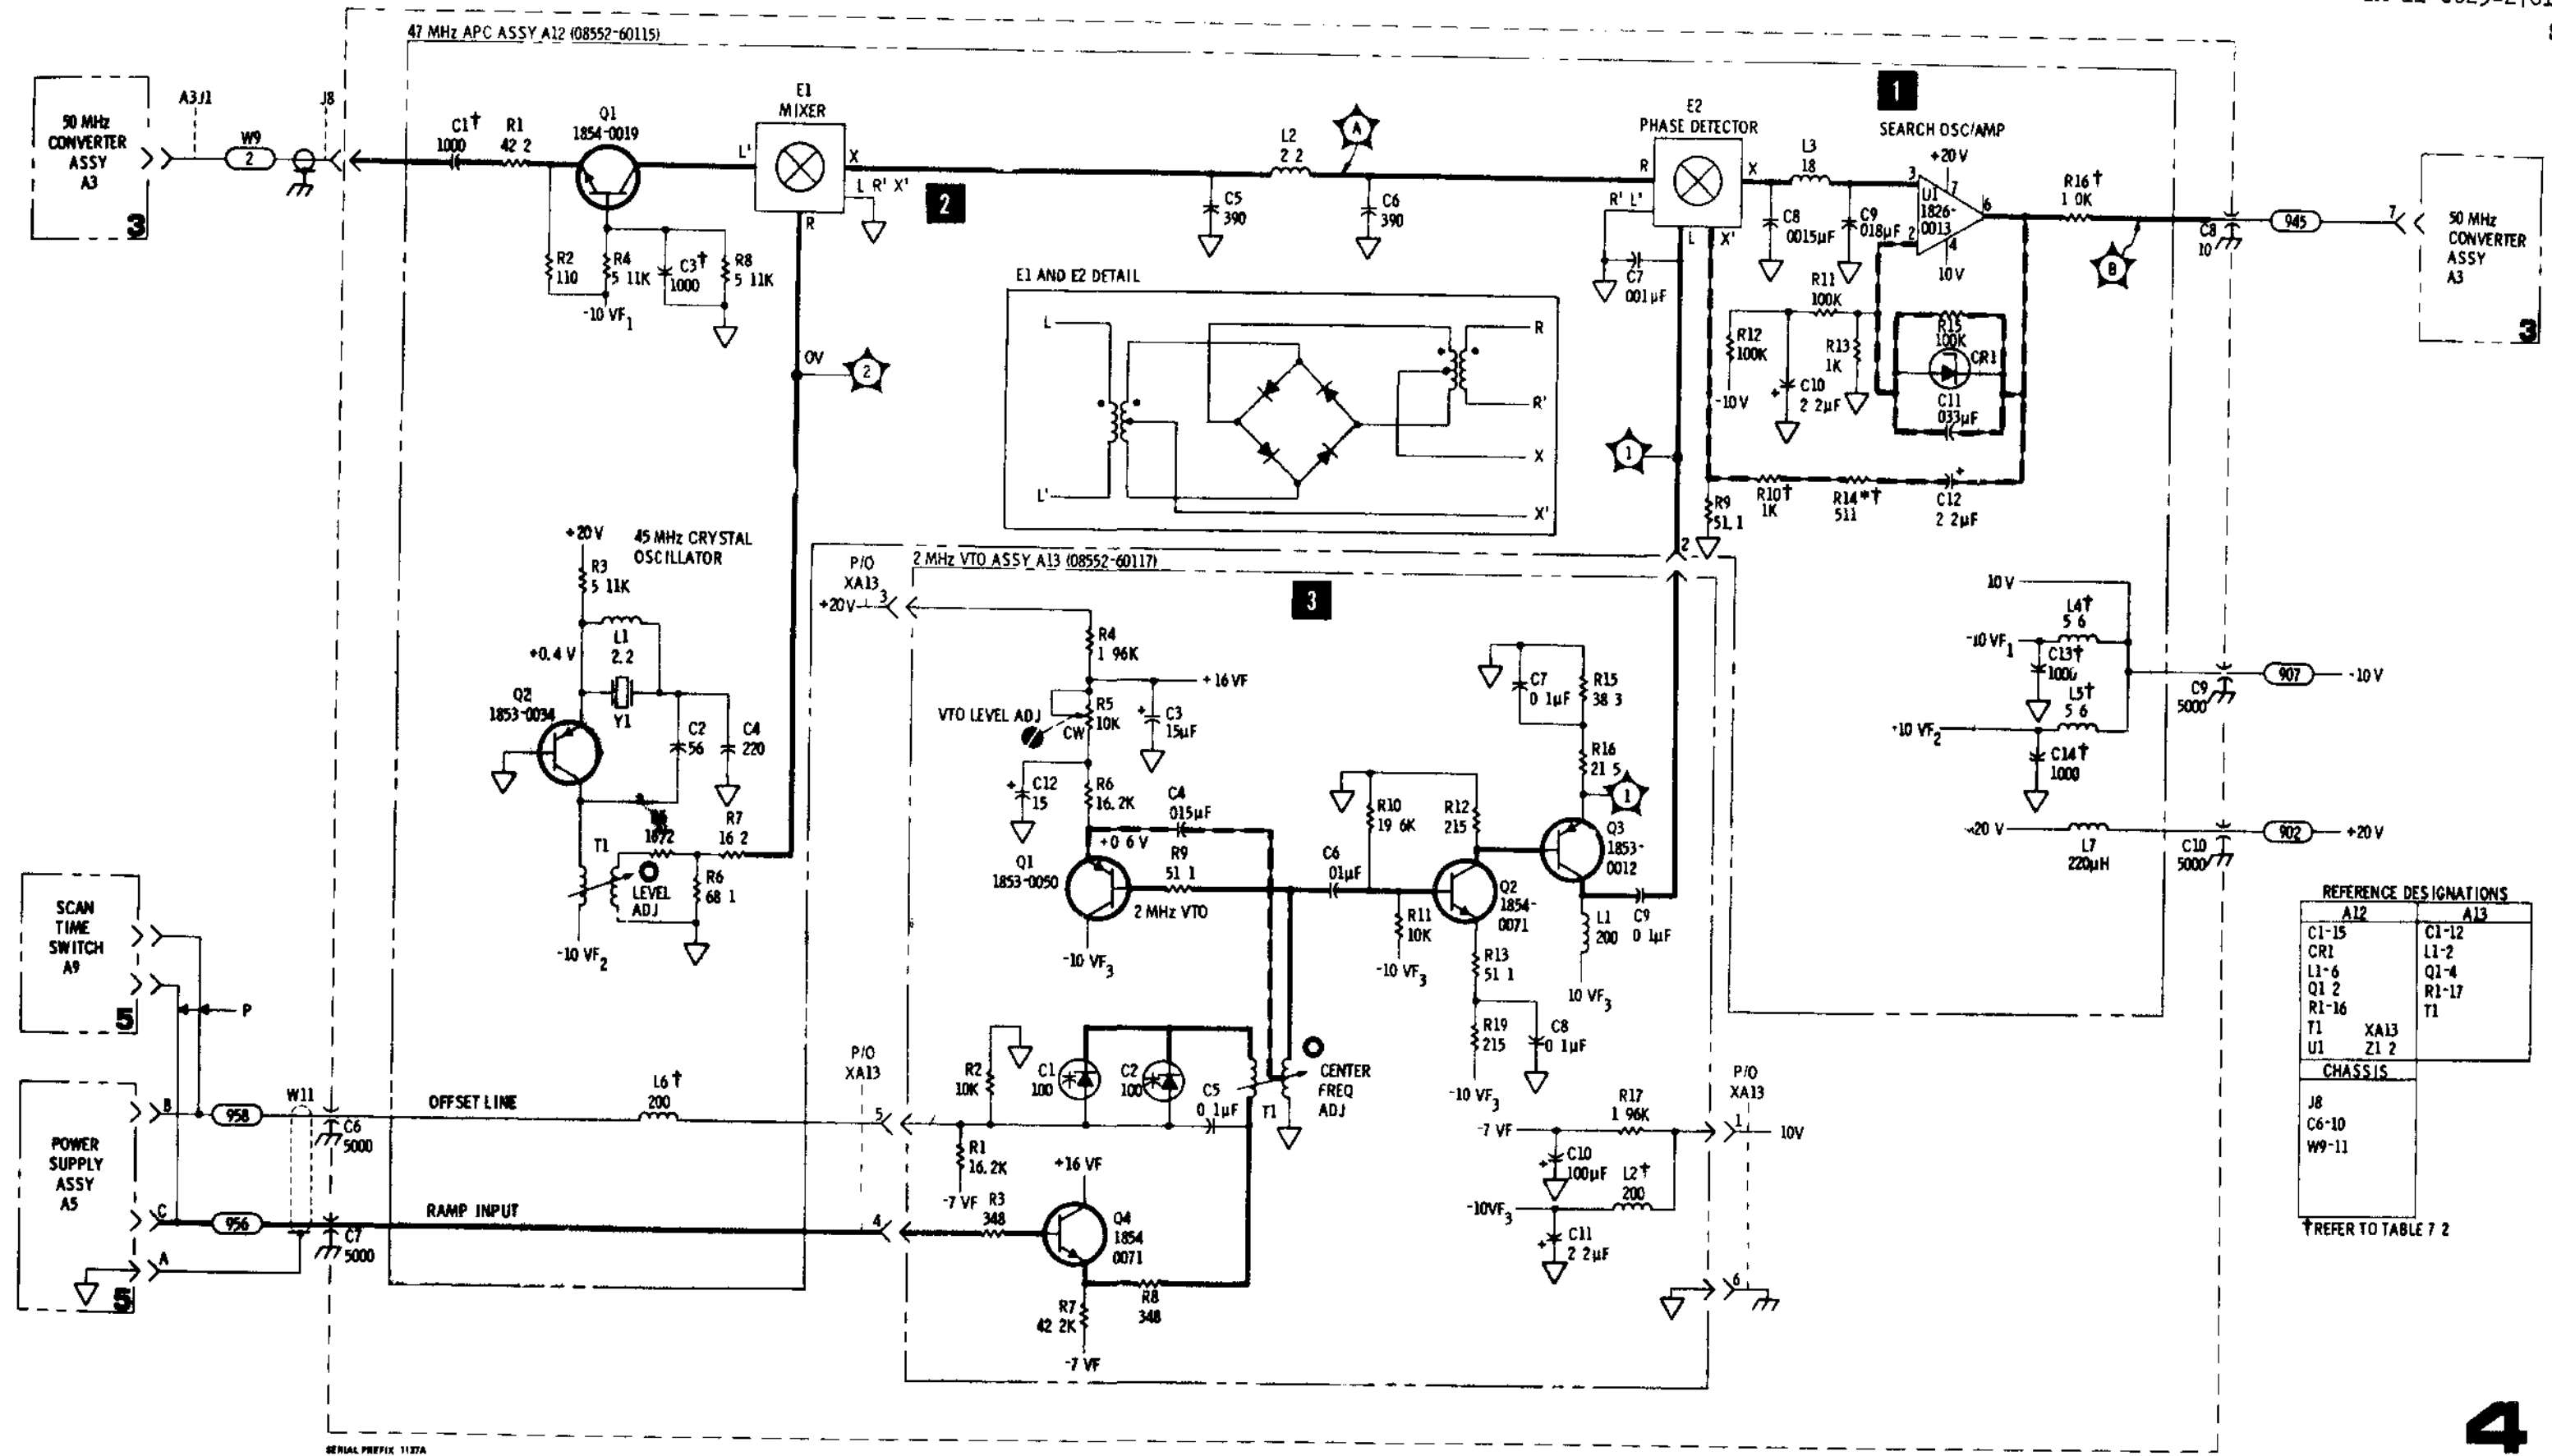 47 MHz APC ASSY A12 (08552-60115)
50 MHz
CONVERTER
ASSY
A3
3
A3J1
W9
2
J8
C1†
1000
R1
42 2
Q1
1854-0019
E1
MIXER
L'
X
L R' X'
R
2
R2
110
R4
5 11K
C3†
1000
R8
5 11K
-10 VF1
0V
2
L2
2 2
A
C5
390
C6
390
E2
PHASE DETECTOR
R
X
R' L'
L
X'
C7
001µF
1
SEARCH OSC/AMP
L3
18
+20 V
3
7
U1
1826-
0013
6
2
4
10V
C8
0015µF
C9
018µF
R16†
1 0K
B
C8
10
945
7
50 MHz
CONVERTER
ASSY
A3
3
R11
100K
R12
100K
-10 V
R13
1K
C10
2 2µF
R15
100K
CR1
C11
033µF
1
R9
51.1
R10†
1K
R14*†
511
C12
2 2µF
E1 AND E2 DETAIL
L
L'
R
R'
X
X'
+20 V
45 MHz CRYSTAL
OSCILLATOR
R3
5 11K
L1
2.2
+0.4 V
Q2
1853-0034
Y1
C2
56
C4
220
R7
16 2
T1
LEVEL
ADJ
R6
68 1
-10 VF2
P/O
XA13
+20V
3
2 MHz VTO ASSY A13 (08552-60117)
2
3
R4
1 96K
+ 16 VF
VTO LEVEL ADJ
R5
10K
CW
C3
15µF
C12
15
R6
16.2K
C4
015µF
+0 6 V
Q1
1853-0050
R9
51 1
2 MHz VTO
-10 VF3
C6
01µF
R10
19 6K
R12
215
R11
10K
-10 VF3
Q2
1854-
0071
R13
51 1
R19
215
C8
0 1µF
-10 VF3
C7
0 1µF
R15
38 3
R16
21 5
1
Q3
1853-
0012
L1
200
C9
0 1µF
10 VF3
10 V
L4†
5 6
-10 VF1
C13†
1000
L5†
5 6
+10 VF2
C14†
1000
C9
5000
907
-10 V
+20 V
L7
220µH
C10
5000
902
+20 V
SCAN
TIME
SWITCH
A9
5
P
POWER
SUPPLY
ASSY
A5
5
B
958
W11
C6
5000
OFFSET LINE
L6†
200
P/O
XA13
5
C
956
C7
5000
RAMP INPUT
4
A
R2
10K
C1
100
C2
100
C5
0 1µF
T1
CENTER
FREQ
ADJ
R1
16.2K
-7 VF
+16 VF
R3
348
Q4
1854
0071
R7
42 2K
R8
348
-7 VF
R17
1 96K
P/O
XA13
-7 VF
1
10V
C10
100µF
L2†
200
-10VF3
C11
2 2µF
6
REFERENCE DESIGNATIONS
A12
A13
C1-15
CR1
L1-6
Q1 2
R1-16
T1
U1
XA13
Z1 2
C1-12
L1-2
Q1-4
R1-17
T1
CHASSIS
J8
C6-10
W9-11
†REFER TO TABLE 7 2
SERIAL PREFIX 1137A
4